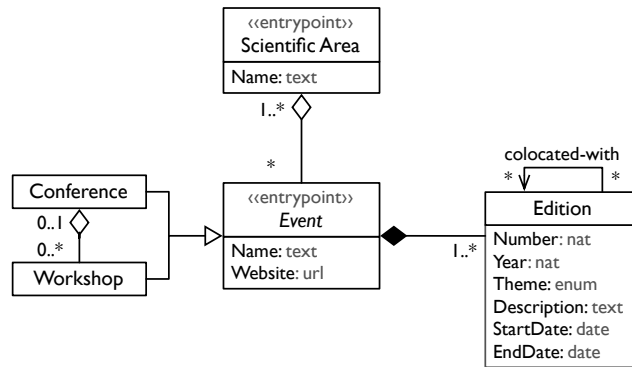 ‹‹entrypoint››
Scientific Area
Name: text
1..*
*
colocated-with
*
*
Conference
0..1
0..*
Workshop
‹‹entrypoint››
Event
Name: text
Website: url
1..*
Edition
Number: nat
Year: nat
Theme: enum
Description: text
StartDate: date
EndDate: date